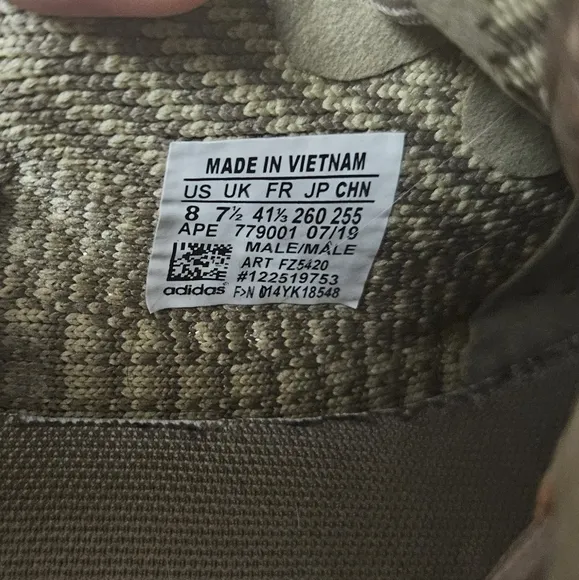 MADE IN VIETNAM
US UK FR JP CHN
8 7½ 41⅓ 260 255
APE 779001 07/19
MALE/MÂLE
ART FZ5420
#122519753
adidas F>N 014YK18548